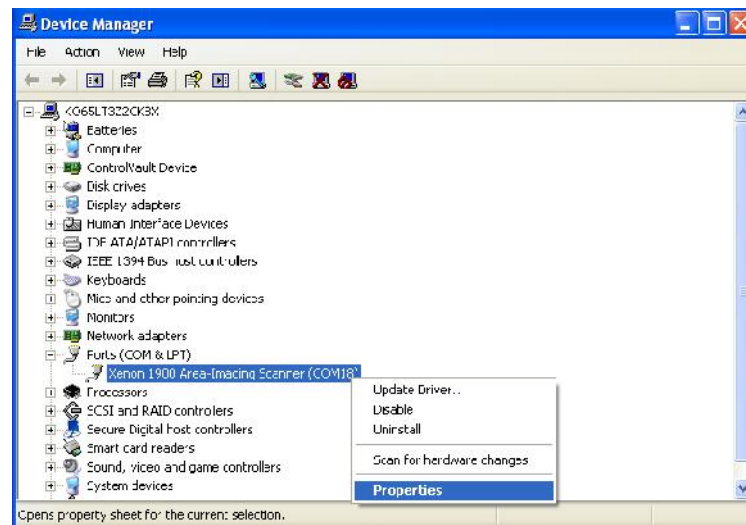 Device Manager
File Action View Help
KO65LT3Z2CKBX
Batteries
Computer
ControlVault Device
Disk drives
Display adapters
Human Interface Devices
IDE ATA/ATAPI controllers
IEEE 1394 Bus host controllers
Keyboards
Mice and other pointing devices
Monitors
Network adapters
Ports (COM & LPT)
Xenon 1900 Area-Imaging Scanner (COM18)
Processors
SCSI and RAID controllers
Secure Digital host controllers
Smart card readers
Sound, video and game controllers
System devices
Update Driver...
Disable
Uninstall
Scan for hardware changes
Properties
Opens property sheet for the current selection.